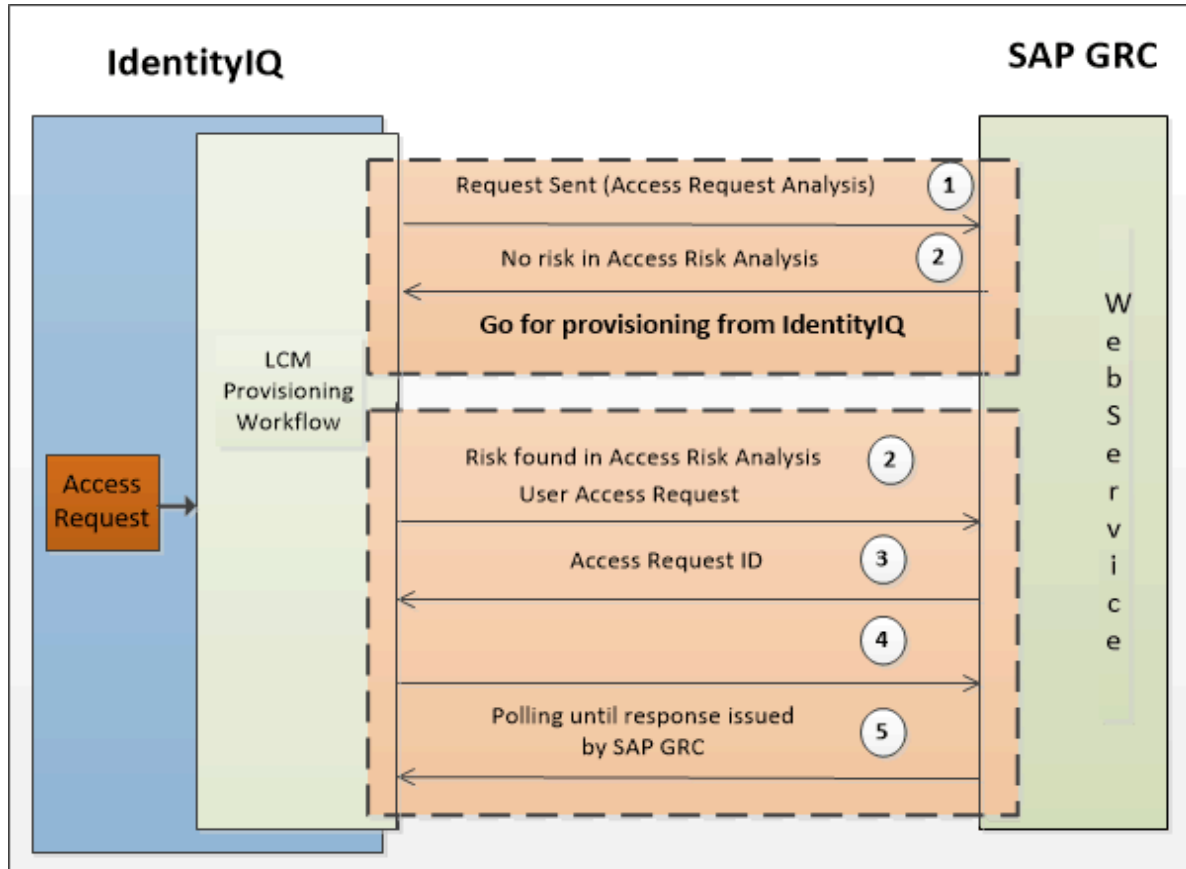 IdentityIQ
SAP GRC
Request Sent (Access Request Analysis)
1
No risk in Access Risk Analysis
2
Go for provisioning from IdentityIQ
LCM
Provisioning
Workflow
Access
Request
Risk found in Access Risk Analysis
2
User Access Request
Access Request ID
3
4
Polling until response issued
by SAP GRC
5
W
e
b
S
e
r
v
i
c
e